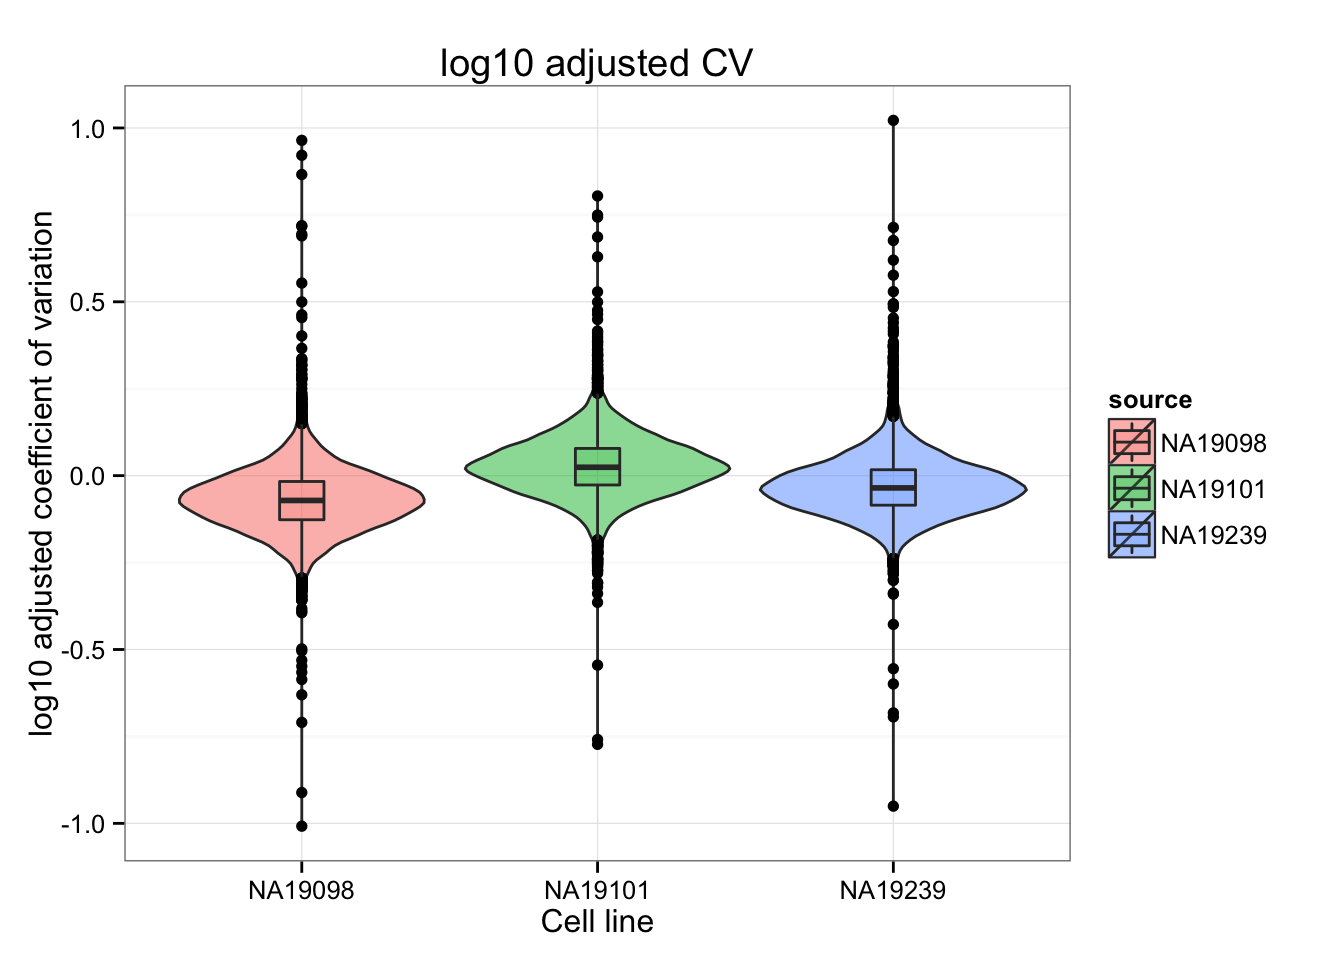 log10 adjusted CV
log10 adjusted coefficient of variation
1.0
0.5
0.0
-0.5
-1.0
NA19098 NA19101 NA19239
Cell line
source
NA19098
NA19101
NA19239